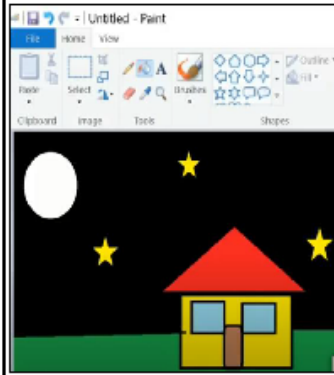 Untitled - Paint
File Home View
Paste Select Brushes Outline
Fill
Clipboard Image Tools Shapes
A